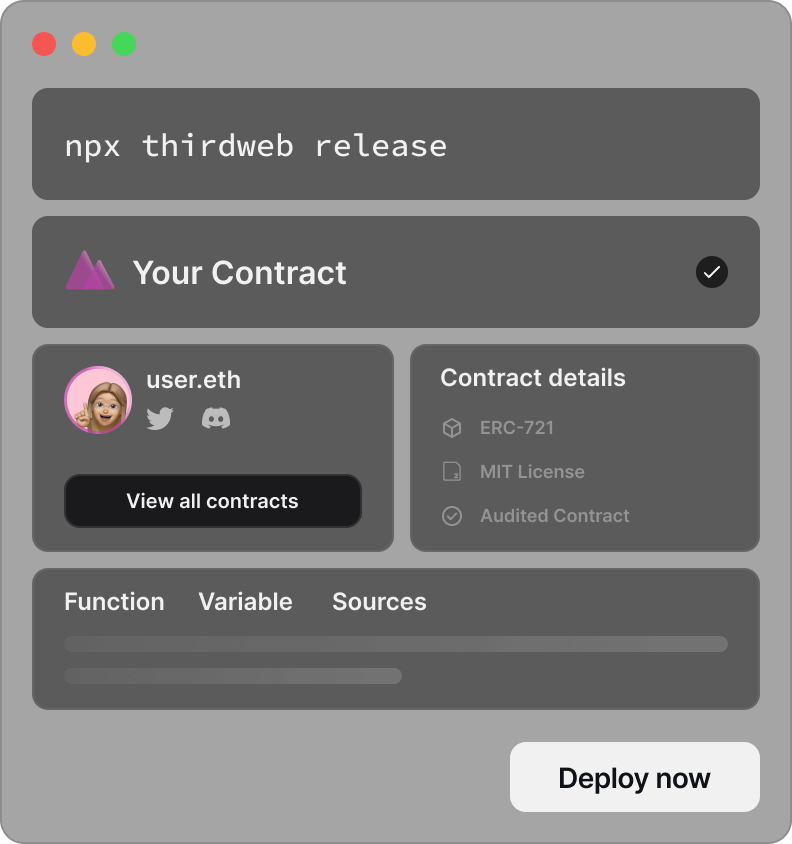 npx thirdweb release
Your Contract
user.eth
View all contracts
Contract details
ERC-721
MIT License
Audited Contract
Function Variable Sources
Deploy now